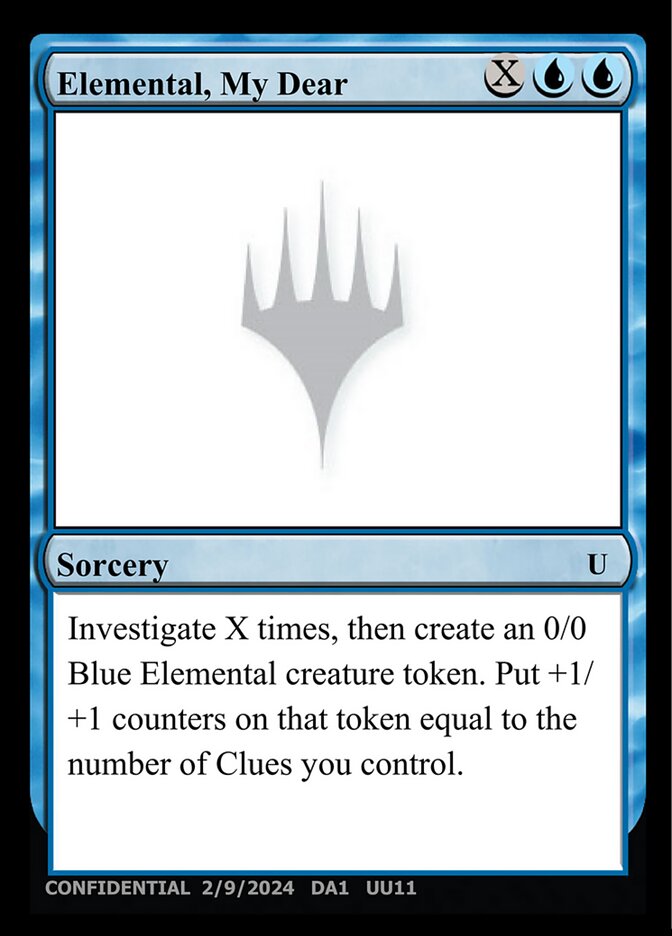 Elemental, My Dear X
Sorcery U
Investigate X times, then create an 0/0
Blue Elemental creature token. Put +1/
+1 counters on that token equal to the
number of Clues you control.
CONFIDENTIAL 2/9/2024 DA1 UU11